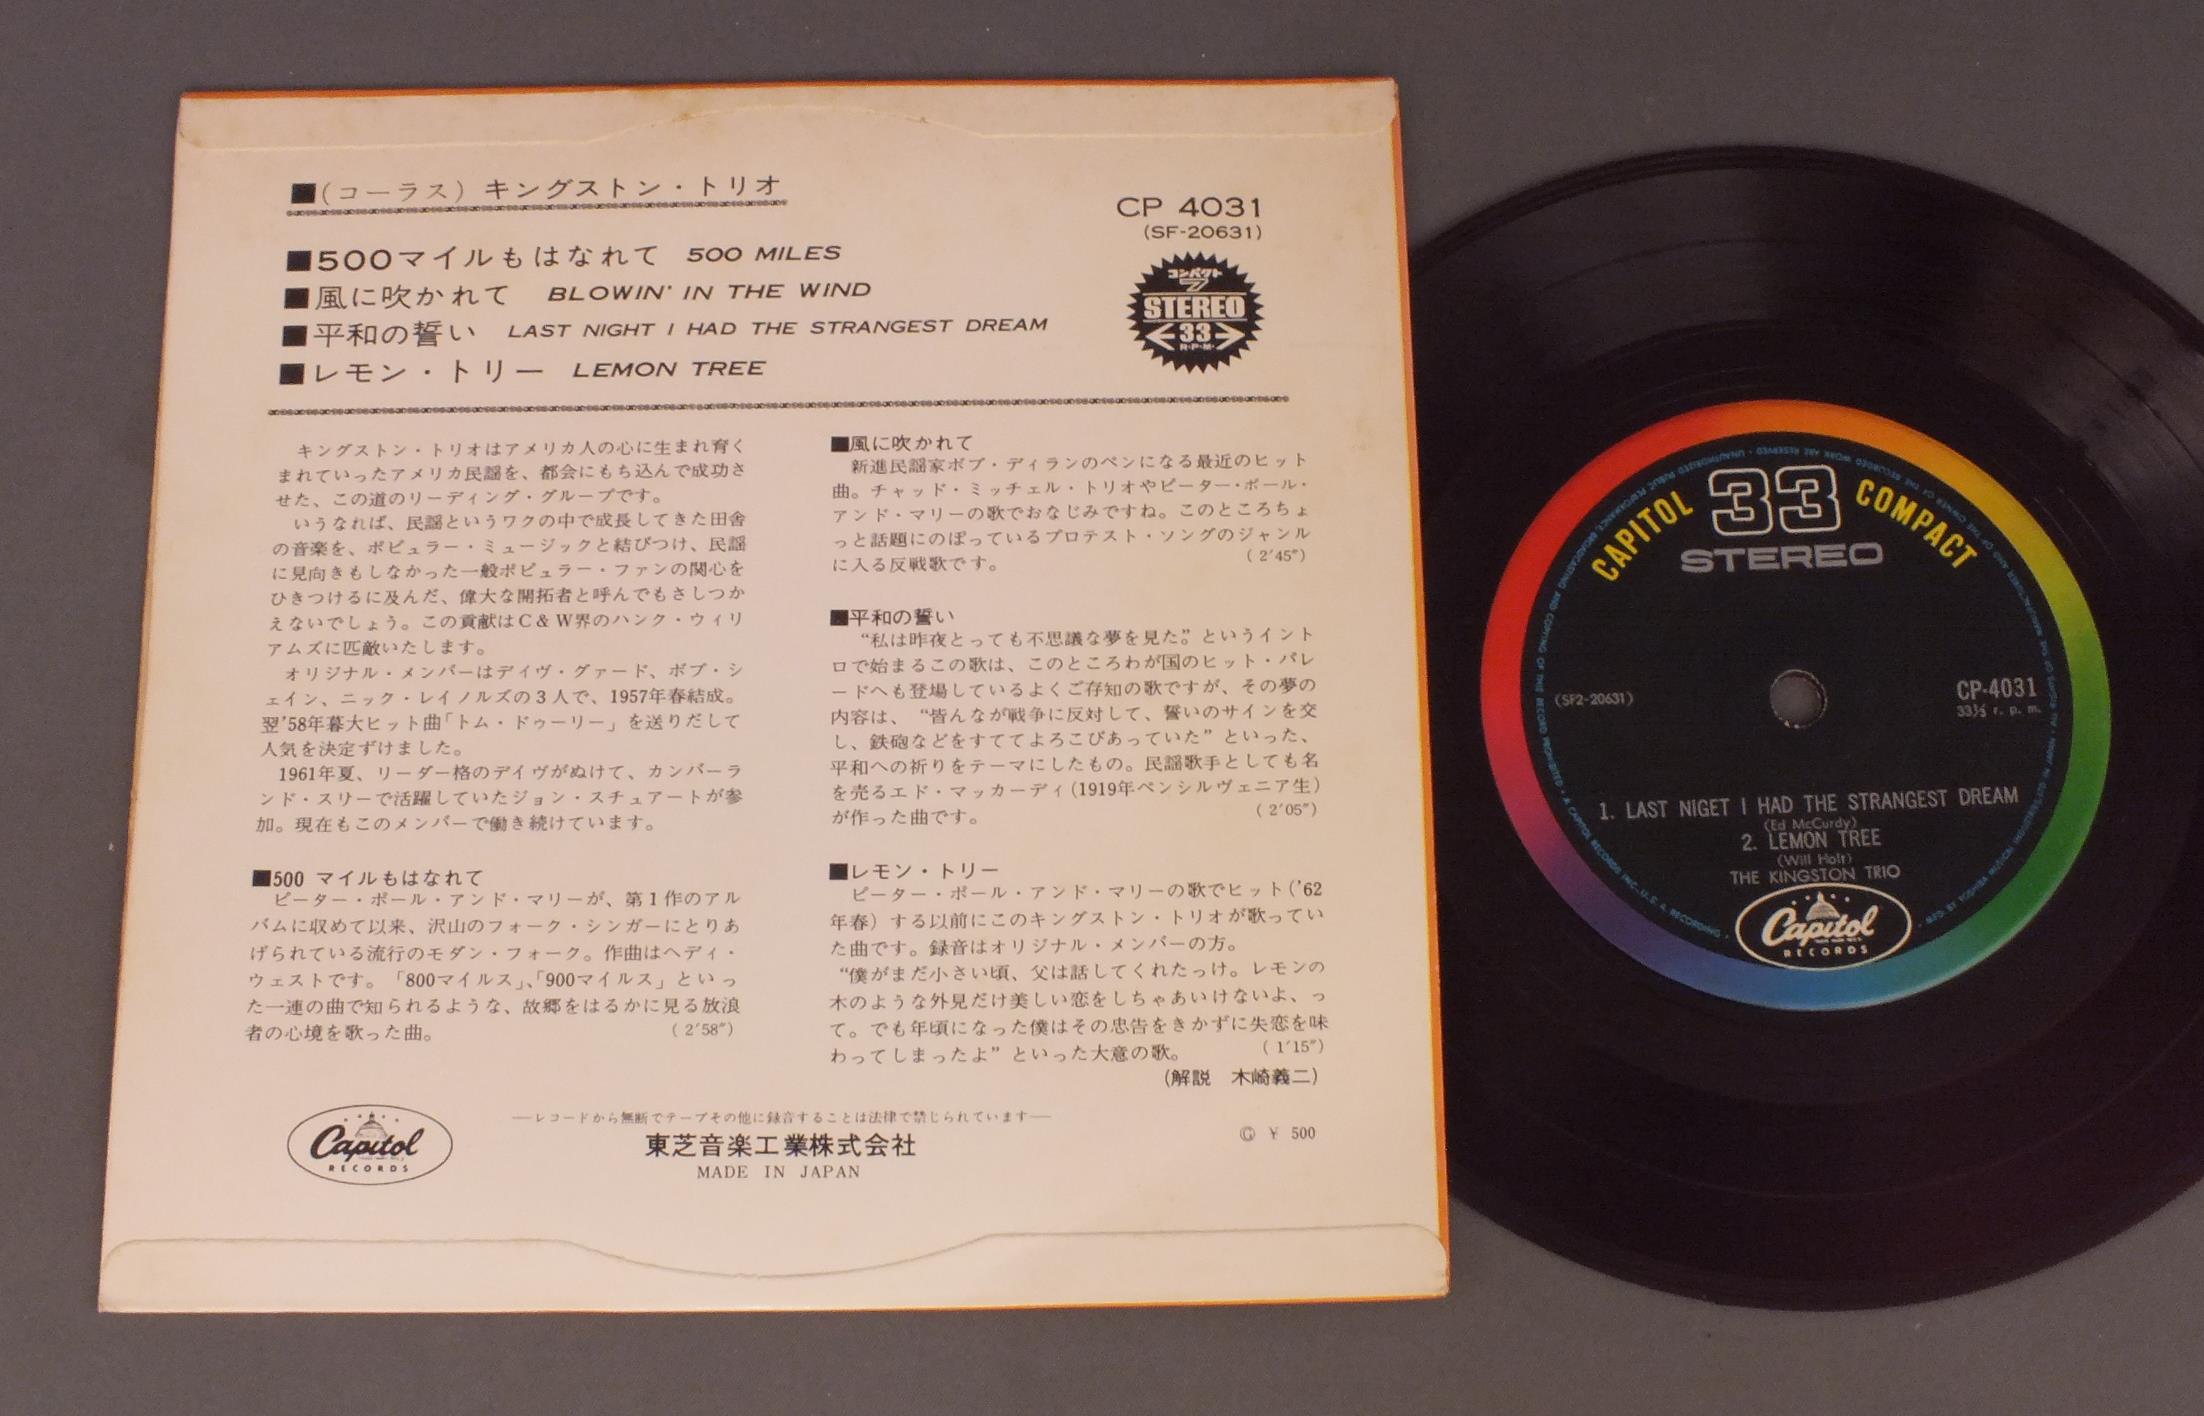 ■(コーラス) キングストン・トリオ
■500マイルもはなれて 500 MILES
■風に吹かれて BLOWIN' IN THE WIND
■平和の誓い LAST NIGHT I HAD THE STRANGEST DREAM
■レモン・トリー LEMON TREE
CP 4031
(SF-20631)
コンパクト
7
STEREO
33
R·P·M·
キングストン・トリオはアメリカ人の心に生まれ育く
まれていったアメリカ民謡を、都会にもち込んで成功さ
せた、この道のリーディング・グループです。
いうなれば、民謡というワクの中で成長してきた田舎
の音楽を、ポピュラー・ミュージックと結びつけ、民謡
に見向きもしなかった一般ポピュラー・ファンの関心を
ひきつけるに及んだ、偉大な開拓者と呼んでもさしつか
えないでしょう。この貢献はC&W界のハンク・ウィリ
アムズに匹敵いたします。
オリジナル・メンバーはデイヴ・グァード、ボブ・シ
ェイン、ニック・レイノルズの3人で、1957年春結成。
翌'58年暮大ヒット曲「トム・ドゥーリー」を送りだして
人気を決定ずけました。
1961年夏、リーダー格のデイヴがぬけて、カンバーラ
ンド・スリーで活躍していたジョン・スチュアートが参
加。現在もこのメンバーで働き続けています。
■500 マイルもはなれて
ピーター・ポール・アンド・マリーが、第1作のアル
バムに収めて以来、沢山のフォーク・シンガーにとりあ
げられている流行のモダン・フォーク。作曲はヘディ・
ウェストです。「800マイルス」、「900マイルス」といっ
た一連の曲で知られるような、故郷をはるかに見る放浪
者の心境を歌った曲。 (2'58")
■風に吹かれて
新進民謡家ボブ・ディランのペンになる最近のヒット
曲。チャッド・ミッチェル・トリオやピーター・ポール・
アンド・マリーの歌でおなじみですね。このところちょ
っと話題にのぼっているプロテスト・ソングのジャンル
に入る反戦歌です。 (2'45")
■平和の誓い
“私は昨夜とっても不思議な夢を見た。”というイント
ロで始まるこの歌は、このところわが国のヒット・パレ
ードへも登場しているよくご存知の歌ですが、その夢の
内容は、“皆んなが戦争に反対して、誓いのサインを交
し、鉄砲などをすててよろこびあっていた”といった、
平和への祈りをテーマにしたもの。民謡歌手としても名
を売るエド・マッカーディ(1919年ペンシルヴェニア生)
が作った曲です。 (2'05")
■レモン・トリー
ピーター・ポール・アンド・マリーの歌でヒット('62
年春)する以前にこのキングストン・トリオが歌ってい
た曲です。録音はオリジナル・メンバーの方。
“僕がまだ小さい頃、父は話してくれたっけ。レモンの
木のような外見だけ美しい恋をしちゃあいけないよ、っ
て。でも年頃になった僕はその忠告をきかずに失恋を味
わってしまったよ”といった大意の歌。 (1'15")
(解説 木崎義二)
Capitol
RECORDS
―レコードから無断でテープその他に録音することは法律で禁じられています―
東芝音楽工業株式会社
MADE IN JAPAN
Ⓖ ¥ 500
CAPITOL 33 COMPACT
STEREO
(SF2-20631)
CP-4031
33⅓ r. p. m.
1. LAST NIGET I HAD THE STRANGEST DREAM
(Ed McCurdy)
2. LEMON TREE
(Will Holt)
THE KINGSTON TRIO
Capitol
RECORDS